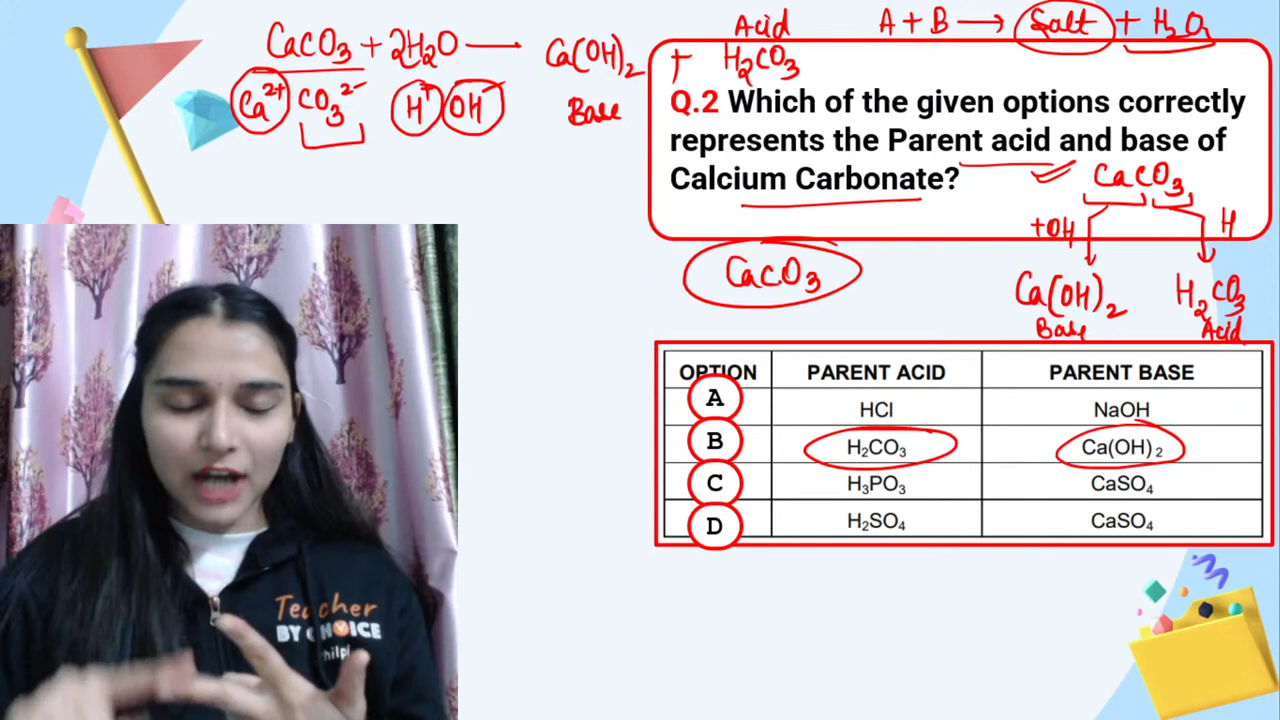 CaCO₃ + 2H₂O → Ca(OH)₂ + H₂CO₃
Ca²⁺ CO₃²⁻ H⁺ OH⁻ Base Acid
A + B → Salt + H₂O
Q.2 Which of the given options correctly
represents the Parent acid and base of
Calcium Carbonate?
CaCO₃
+OH H
CaCO₃
Ca(OH)₂ H₂CO₃
Base Acid
OPTION PARENT ACID PARENT BASE
A HCl NaOH
B H₂CO₃ Ca(OH)₂
C H₃PO₃ CaSO₄
D H₂SO₄ CaSO₄
Teacher
BY CHOICE